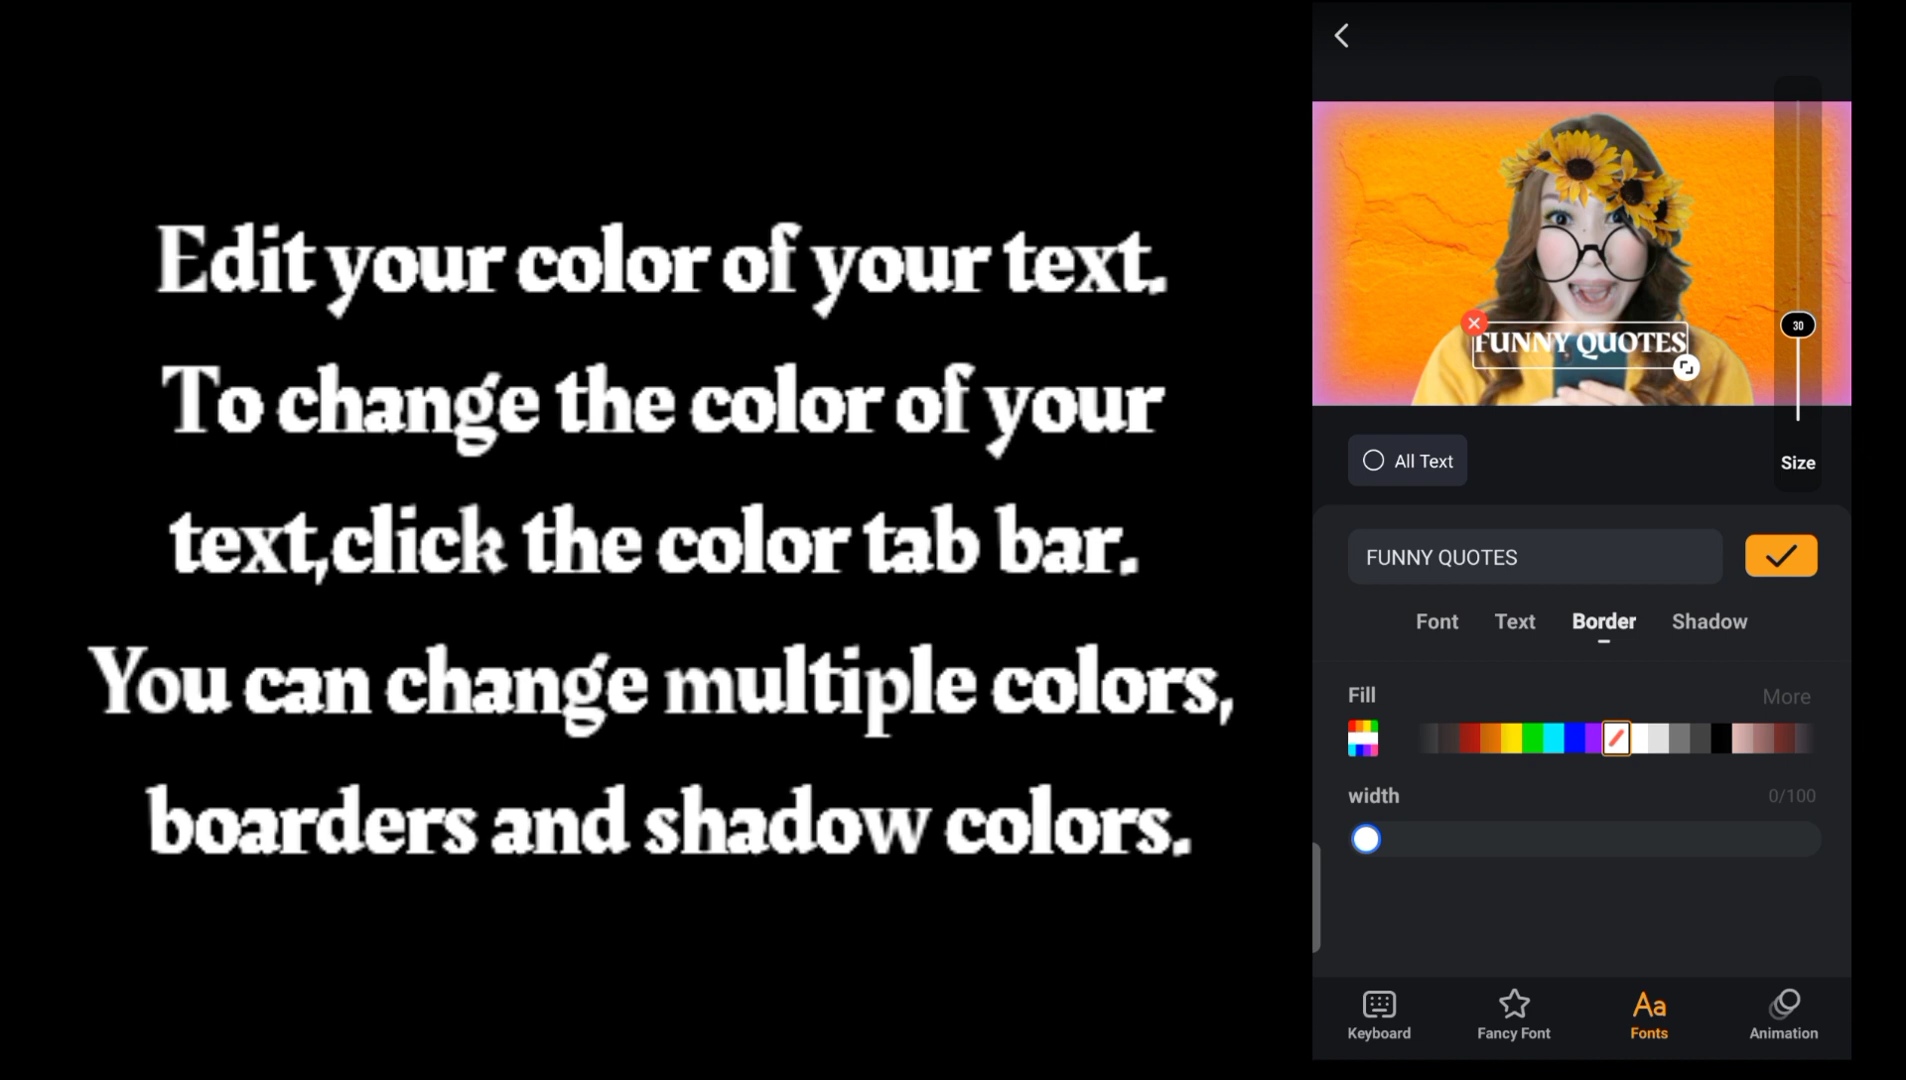 Edit your color of your text.
To change the color of your
text,click the color tab bar.
You can change multiple colors,
boarders and shadow colors.
FUNNY QUOTES
30
Size
All Text
FUNNY QUOTES
Font Text Border Shadow
Fill More
width 0/100
Keyboard Fancy Font Aa Fonts Animation